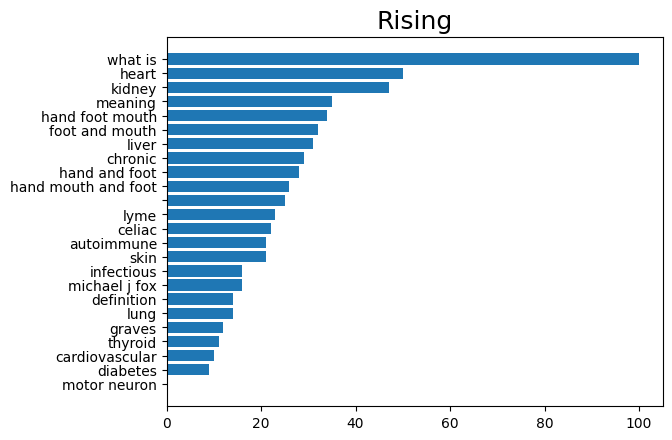 Rising
what is
heart
kidney
meaning
hand foot mouth
foot and mouth
liver
chronic
hand and foot
hand mouth and foot
lyme
celiac
autoimmune
skin
infectious
michael j fox
definition
lung
graves
thyroid
cardiovascular
diabetes
motor neuron
0 20 40 60 80 100